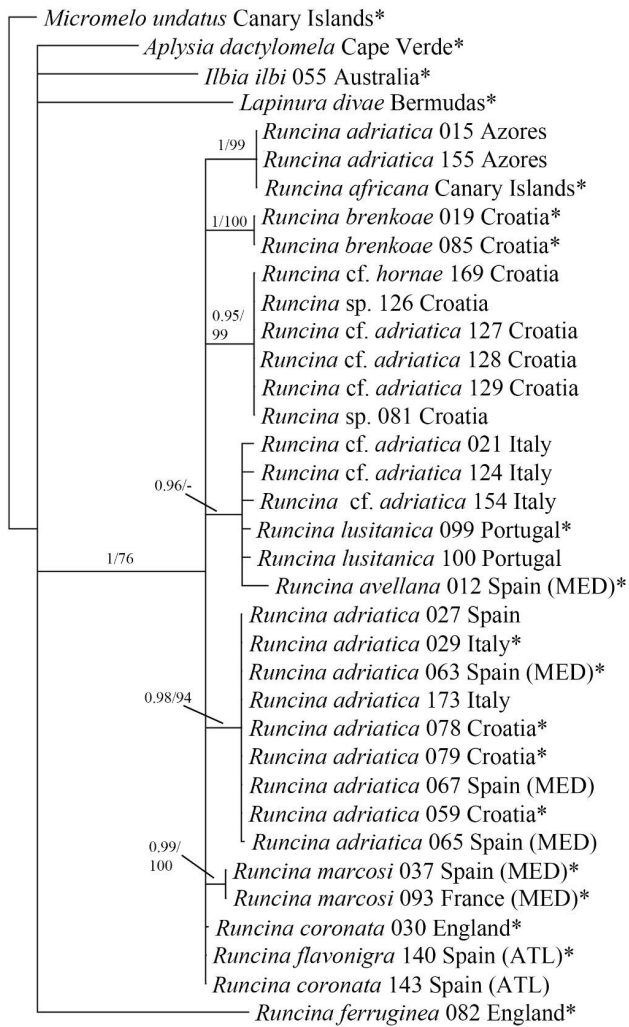 Micromelo undatus Canary Islands*
Aplysia dactylomela Cape Verde*
Ilbia ilbi 055 Australia*
Lapinura divae Bermudas*
Runcina adriatica 015 Azores
1/99
Runcina adriatica 155 Azores
Runcina africana Canary Islands*
Runcina brenkoae 019 Croatia*
1/100
Runcina brenkoae 085 Croatia*
Runcina cf. hornae 169 Croatia
Runcina sp. 126 Croatia
0.95/
99
Runcina cf. adriatica 127 Croatia
Runcina cf. adriatica 128 Croatia
Runcina cf. adriatica 129 Croatia
Runcina sp. 081 Croatia
Runcina cf. adriatica 021 Italy
Runcina cf. adriatica 124 Italy
0.96/-
Runcina cf. adriatica 154 Italy
Runcina lusitanica 099 Portugal*
Runcina lusitanica 100 Portugal
1/76
Runcina avellana 012 Spain (MED)*
Runcina adriatica 027 Spain
Runcina adriatica 029 Italy*
Runcina adriatica 063 Spain (MED)*
0.98/94
Runcina adriatica 173 Italy
Runcina adriatica 078 Croatia*
Runcina adriatica 079 Croatia*
Runcina adriatica 067 Spain (MED)
Runcina adriatica 059 Croatia*
Runcina adriatica 065 Spain (MED)
0.99/
100
Runcina marcosi 037 Spain (MED)*
Runcina marcosi 093 France (MED)*
Runcina coronata 030 England*
Runcina flavonigra 140 Spain (ATL)*
Runcina coronata 143 Spain (ATL)
Runcina ferruginea 082 England*